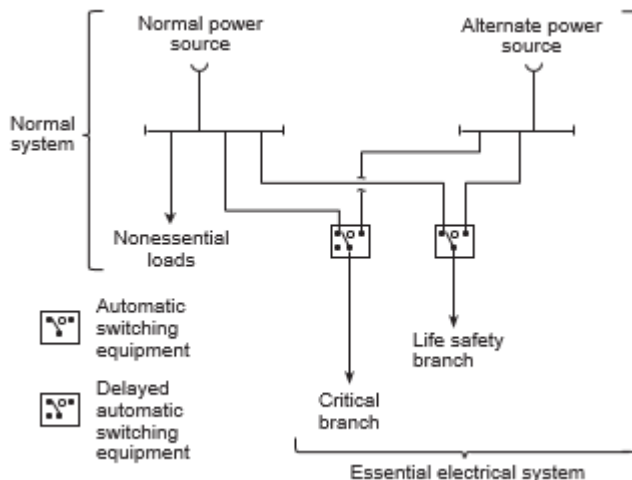 Normal power
source
Alternate power
source
Normal
system
Nonessential
loads
Automatic
switching
equipment
Life safety
branch
Delayed
automatic
switching
equipment
Critical
branch
Essential electrical system